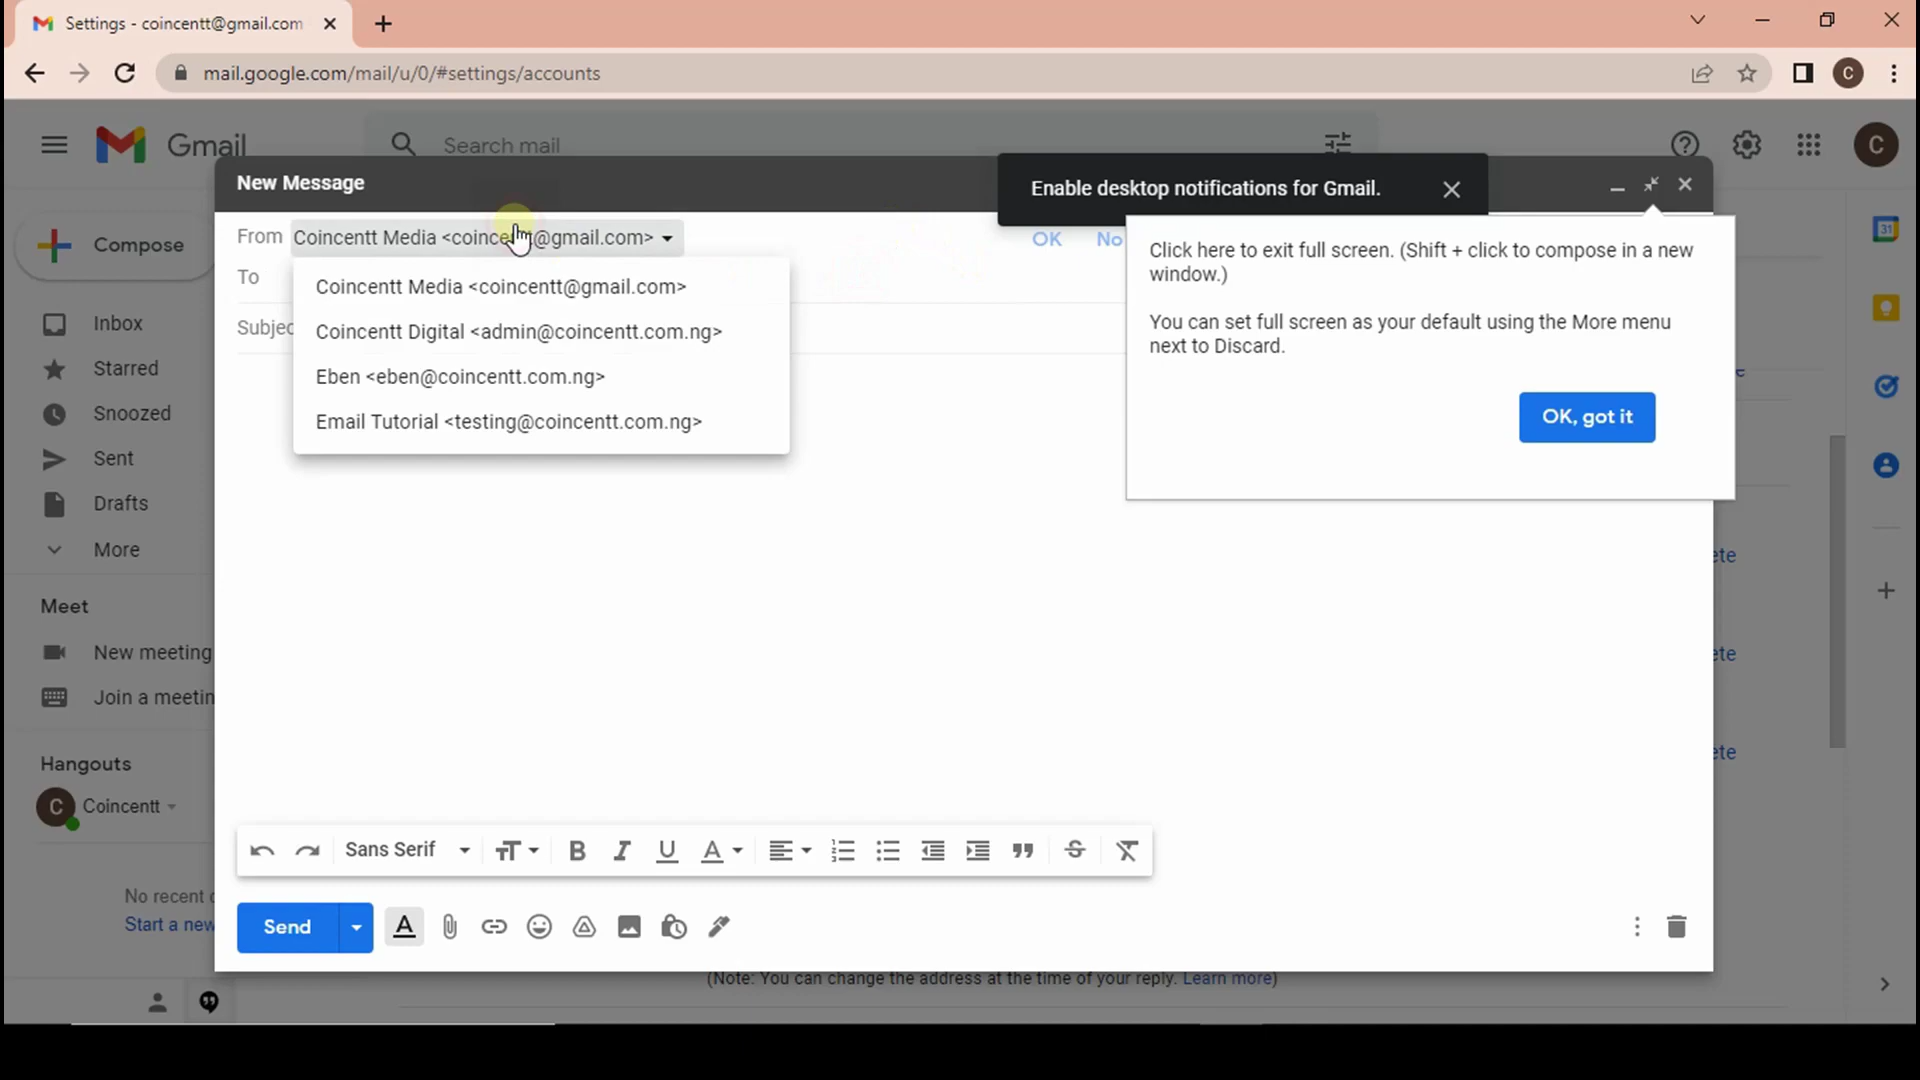 Settings - coincentt@gmail.com
mail.google.com/mail/u/0/#settings/accounts
C
Gmail
Search mail
C
New Message
Enable desktop notifications for Gmail.
Compose
From Coincentt Media <coincentt@gmail.com>
OK No
To
Coincentt Media <coincentt@gmail.com>
Subjec
Coincentt Digital <admin@coincentt.com.ng>
Eben <eben@coincentt.com.ng>
Email Tutorial <testing@coincentt.com.ng>
Click here to exit full screen. (Shift + click to compose in a new
window.)
You can set full screen as your default using the More menu
next to Discard.
OK, got it
31
Inbox
Starred
Snoozed
Sent
Drafts
More
Meet
New meeting
Join a meetin
Hangouts
C Coincentt
No recent
Start a new
ete
ete
ete
Sans Serif
Send
(Note: You can change the address at the time of your reply. Learn more)